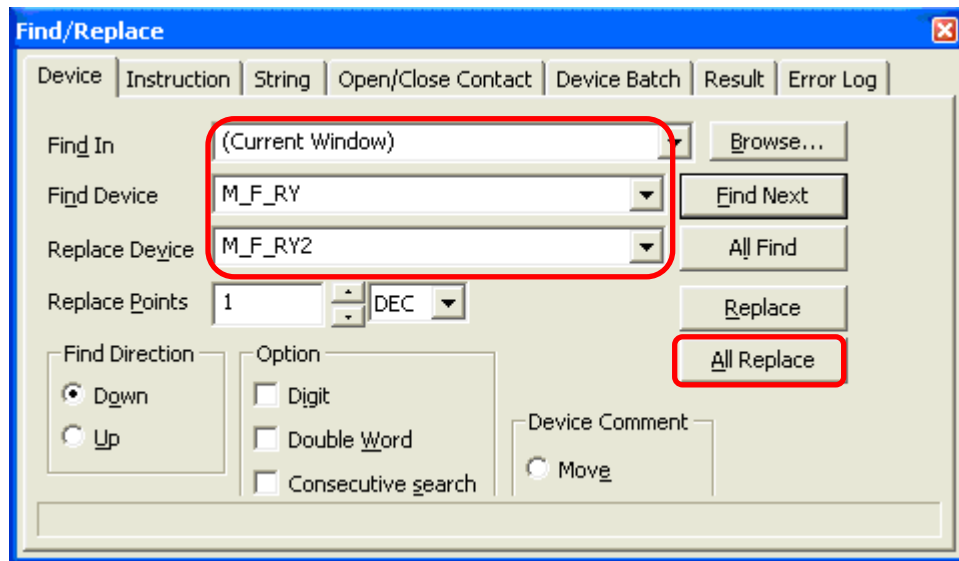 Find/Replace
Device Instruction String Open/Close Contact Device Batch Result Error Log
Find In (Current Window) Browse...
Find Device M_F_RY Find Next
Replace Device M_F_RY2 All Find
Replace Points 1 DEC Replace
Find Direction Option All Replace
Down Digit
Up Double Word Device Comment
Consecutive search Move